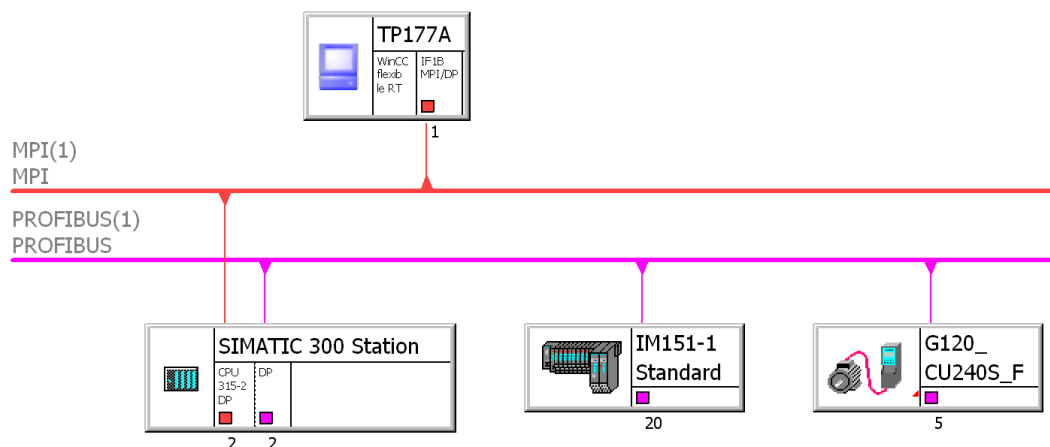 TP177A
WinCC
flexib
le RT
IF1B
MPI/DP
1
MPI(1)
MPI
PROFIBUS(1)
PROFIBUS
SIMATIC 300 Station
CPU
315-2
DP
DP
2
2
IM151-1
Standard
20
G120_
CU240S_F
5